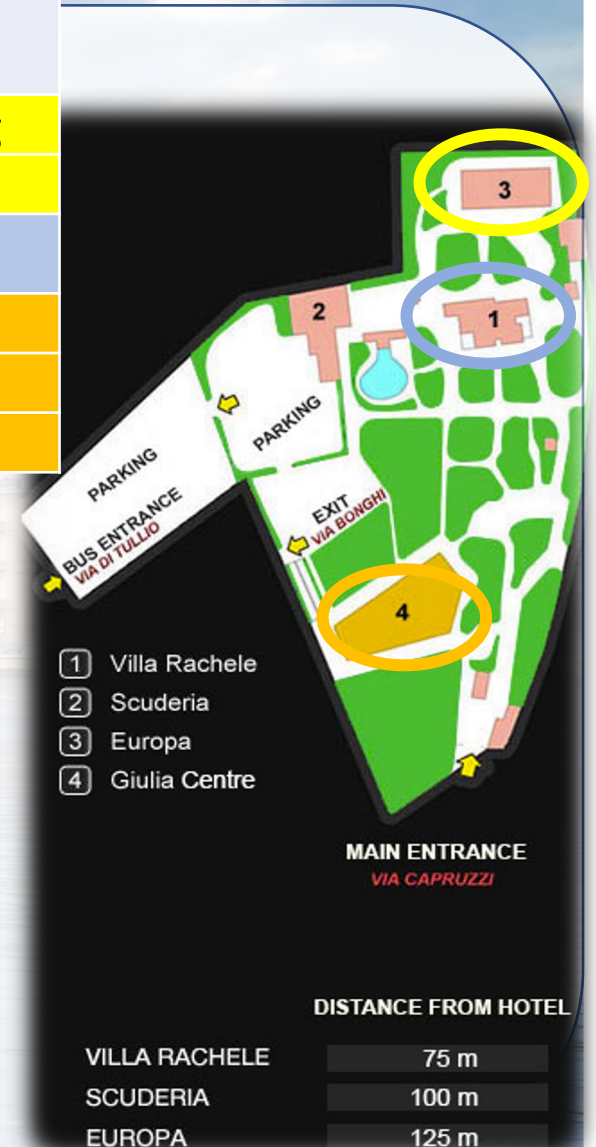 3
1
2
PARKING
PARKING
BUS ENTRANCE
VIA DI TULLIO
EXIT
VIA BONGHI
4
1 Villa Rachele
2 Scuderia
3 Europa
4 Giulia Centre
MAIN ENTRANCE
VIA CAPRUZZI
DISTANCE FROM HOTEL
VILLA RACHELE 75 m
SCUDERIA 100 m
EUROPA 125 m